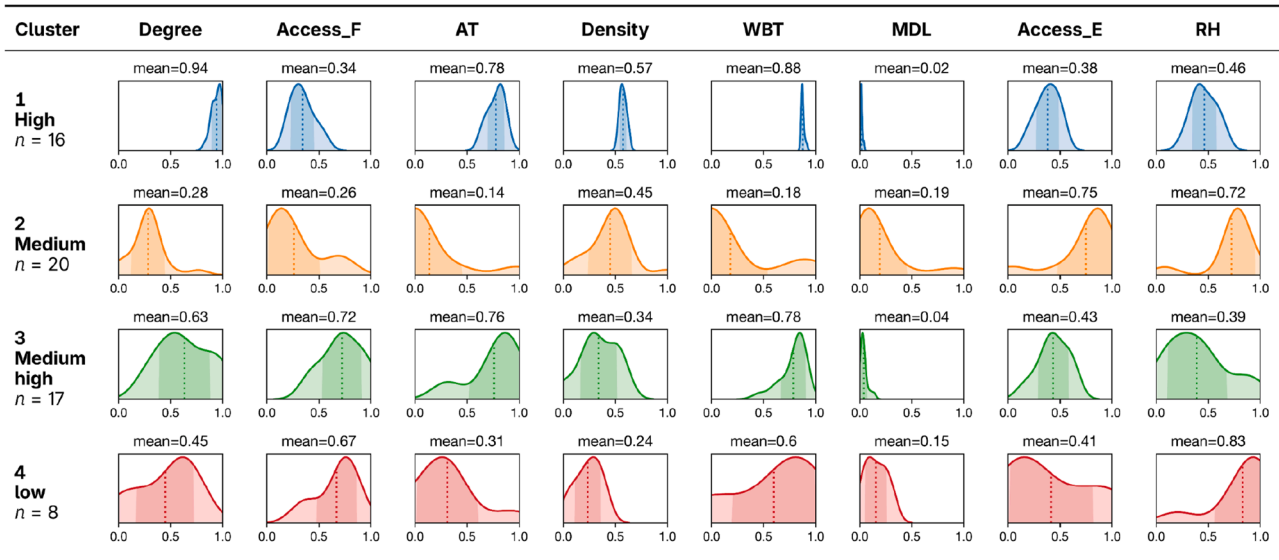 Cluster Degree Access_F AT Density WBT MDL Access_E RH
mean=0.94 mean=0.34 mean=0.78 mean=0.57 mean=0.88 mean=0.02 mean=0.38 mean=0.46
1
High
n = 16
0.0 0.5 1.0 0.0 0.5 1.0 0.0 0.5 1.0 0.0 0.5 1.0 0.0 0.5 1.0 0.0 0.5 1.0 0.0 0.5 1.0 0.0 0.5 1.0
mean=0.28 mean=0.26 mean=0.14 mean=0.45 mean=0.18 mean=0.19 mean=0.75 mean=0.72
2
Medium
n = 20
0.0 0.5 1.0 0.0 0.5 1.0 0.0 0.5 1.0 0.0 0.5 1.0 0.0 0.5 1.0 0.0 0.5 1.0 0.0 0.5 1.0 0.0 0.5 1.0
mean=0.63 mean=0.72 mean=0.76 mean=0.34 mean=0.78 mean=0.04 mean=0.43 mean=0.39
3
Medium
high
n = 17
0.0 0.5 1.0 0.0 0.5 1.0 0.0 0.5 1.0 0.0 0.5 1.0 0.0 0.5 1.0 0.0 0.5 1.0 0.0 0.5 1.0 0.0 0.5 1.0
mean=0.45 mean=0.67 mean=0.31 mean=0.24 mean=0.6 mean=0.15 mean=0.41 mean=0.83
4
low
n = 8
0.0 0.5 1.0 0.0 0.5 1.0 0.0 0.5 1.0 0.0 0.5 1.0 0.0 0.5 1.0 0.0 0.5 1.0 0.0 0.5 1.0 0.0 0.5 1.0